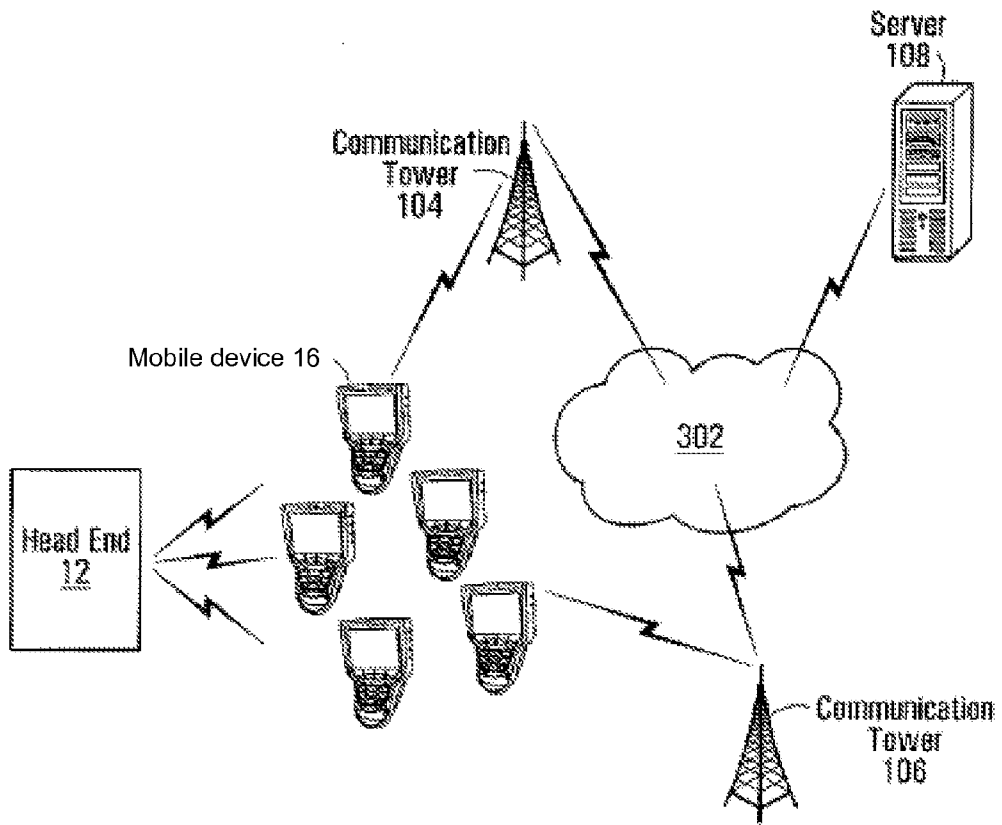 Server
108
Communication
Tower
104
Mobile device 16
302
Head End
12
Communication
Tower
106